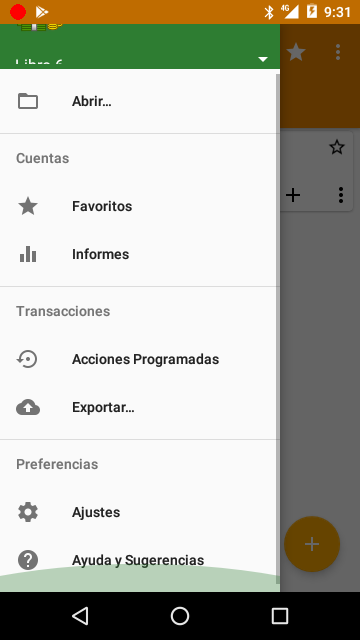 4G 9:31
Libro 6
Abrir...
Cuentas
Favoritos
Informes
Transacciones
Acciones Programadas
Exportar...
Preferencias
Ajustes
Ayuda y Sugerencias